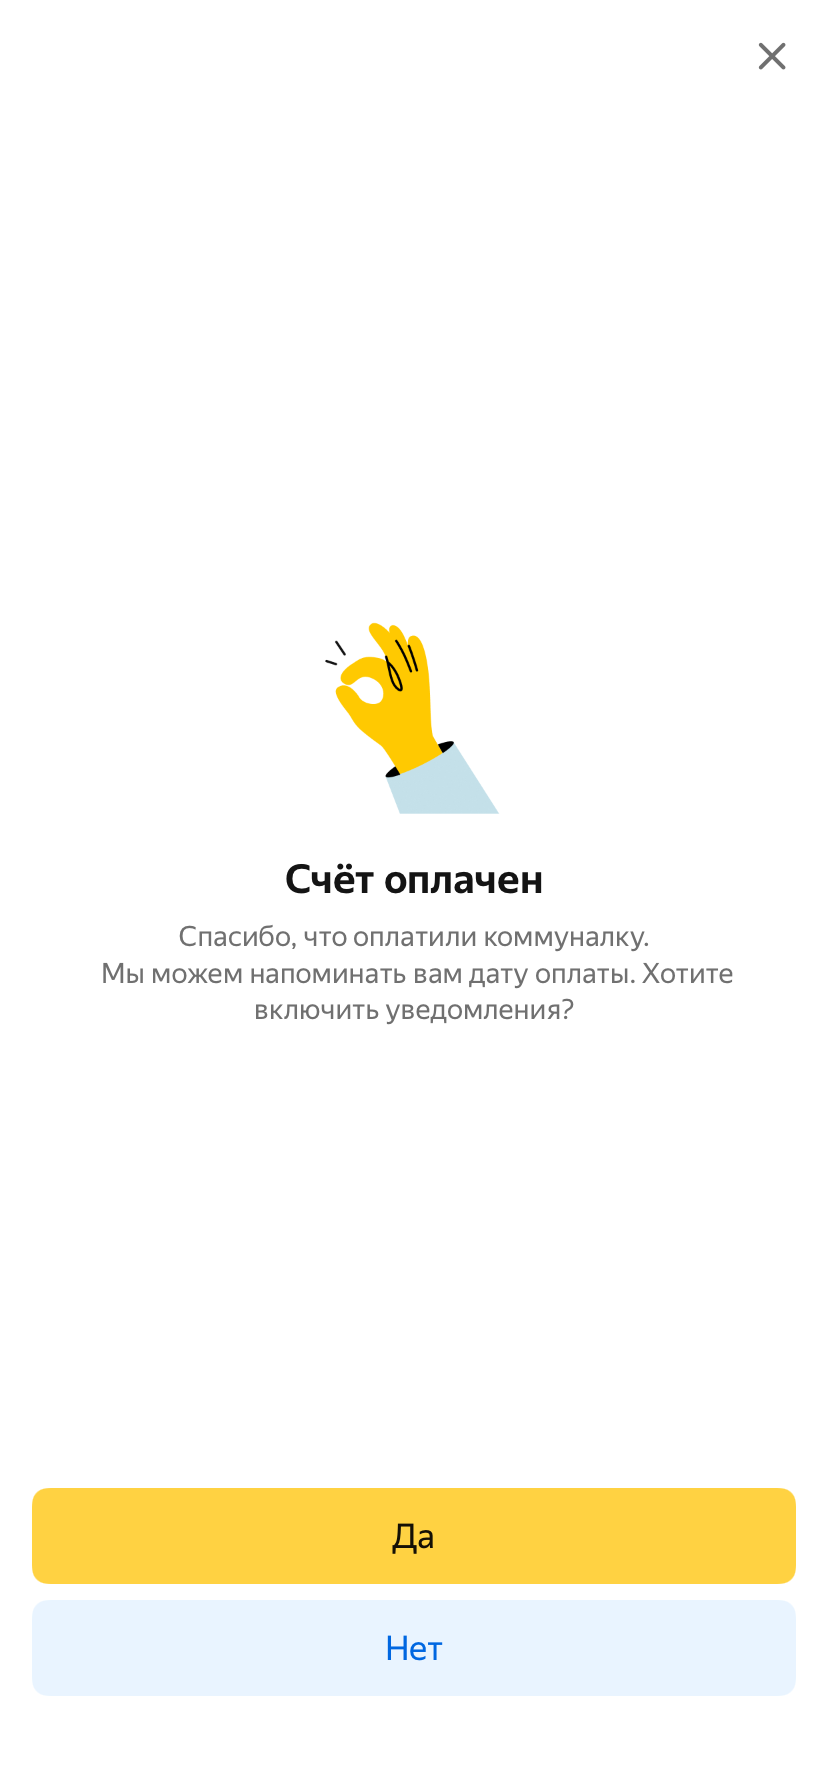 Счёт оплачен
Спасибо, что оплатили коммуналку.
Мы можем напоминать вам дату оплаты. Хотите
включить уведомления?
Да
Нет